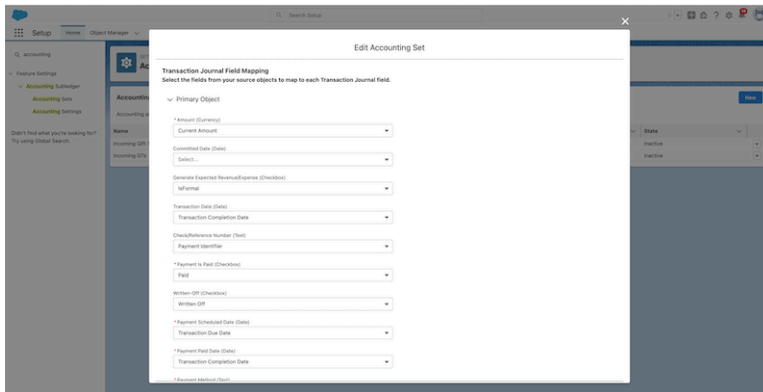 Search Setup
Setup
Home
Object Manager
accounting
Feature Settings
Accounting Subledger
Accounting Sets
Accounting Settings
Didn't find what you're looking for?
Try using Global Search.
New
Name
State
Inactive
Inactive
Edit Accounting Set
Transaction Journal Field Mapping
Select the fields from your source objects to map to each Transaction Journal field.
Primary Object
* Amount (Currency)
Current Amount
Committed Date (Date)
Select...
Generate Expected Revenue/Expense (Checkbox)
IsFormal
Transaction Date (Date)
Transaction Completion Date
Check/Reference Number (Text)
Payment Identifier
* Payment Is Paid (Checkbox)
Paid
Written-Off (Checkbox)
Written Off
* Payment Scheduled Date (Date)
Transaction Due Date
* Payment Paid Date (Date)
Transaction Completion Date
* Payment Method (Text)